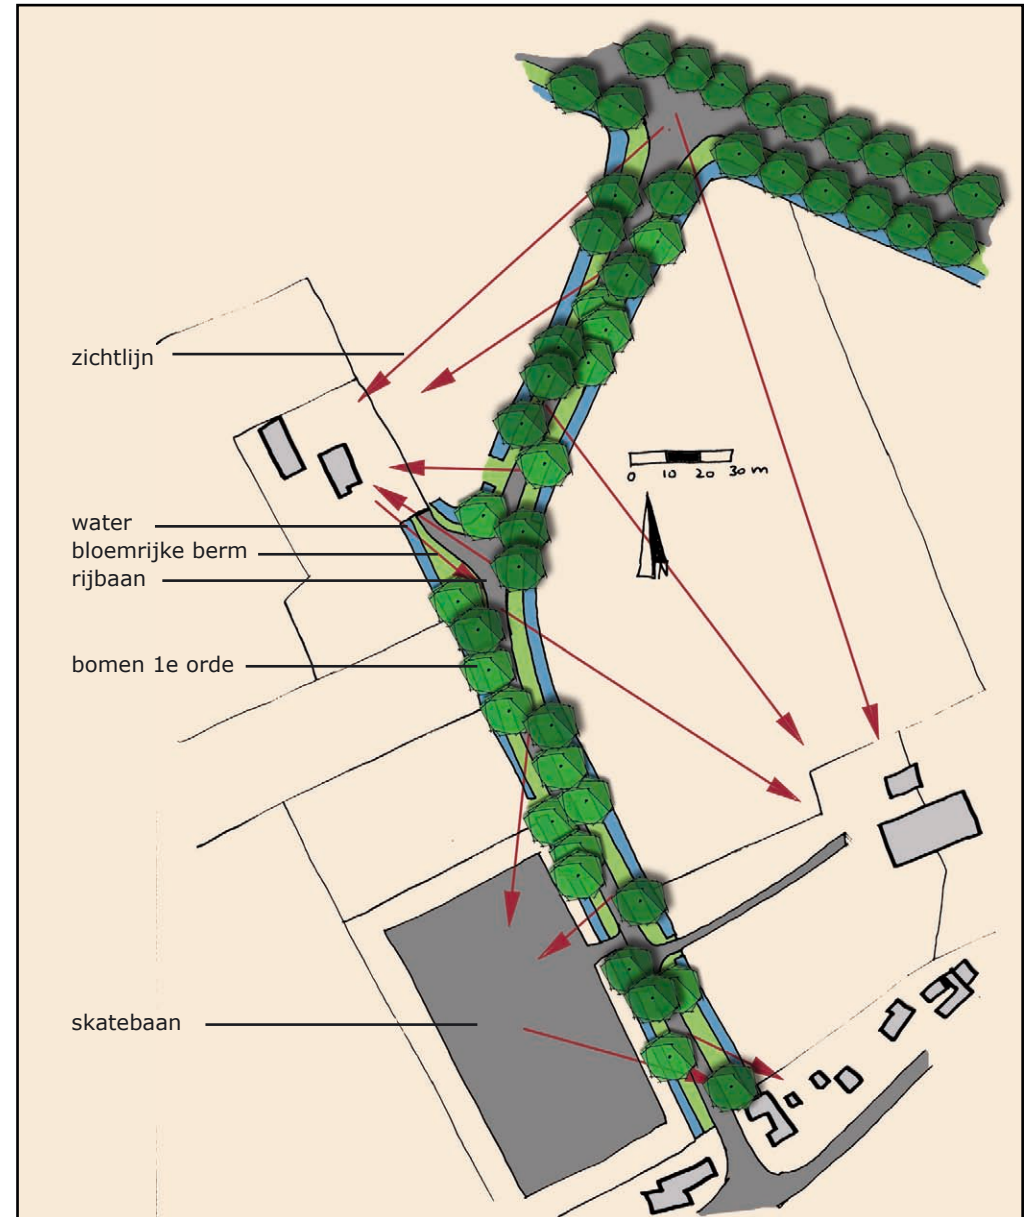 zichtlijn
0 10 20 30 m
N
water
bloemrijke berm
rijbaan
bomen 1e orde
skatebaan